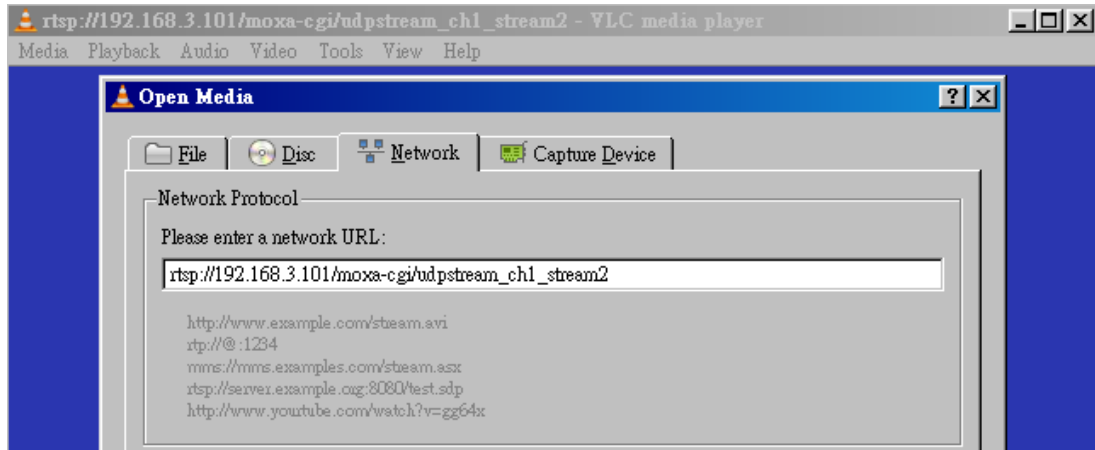 rtsp://192.168.3.101/moxa-cgi/udpstream_ch1_stream2 - VLC media player
Media Playback Audio Video Tools View Help
Open Media
File Disc Network Capture Device
Network Protocol
Please enter a network URL:
rtsp://192.168.3.101/moxa-cgi/udpstream_ch1_stream2
http://www.example.com/stream.avi
rtp://@:1234
mms://mms.examples.com/stream.asx
rtsp://server.example.org:8080/test.sdp
http://www.yourtube.com/watch?v=gg64x